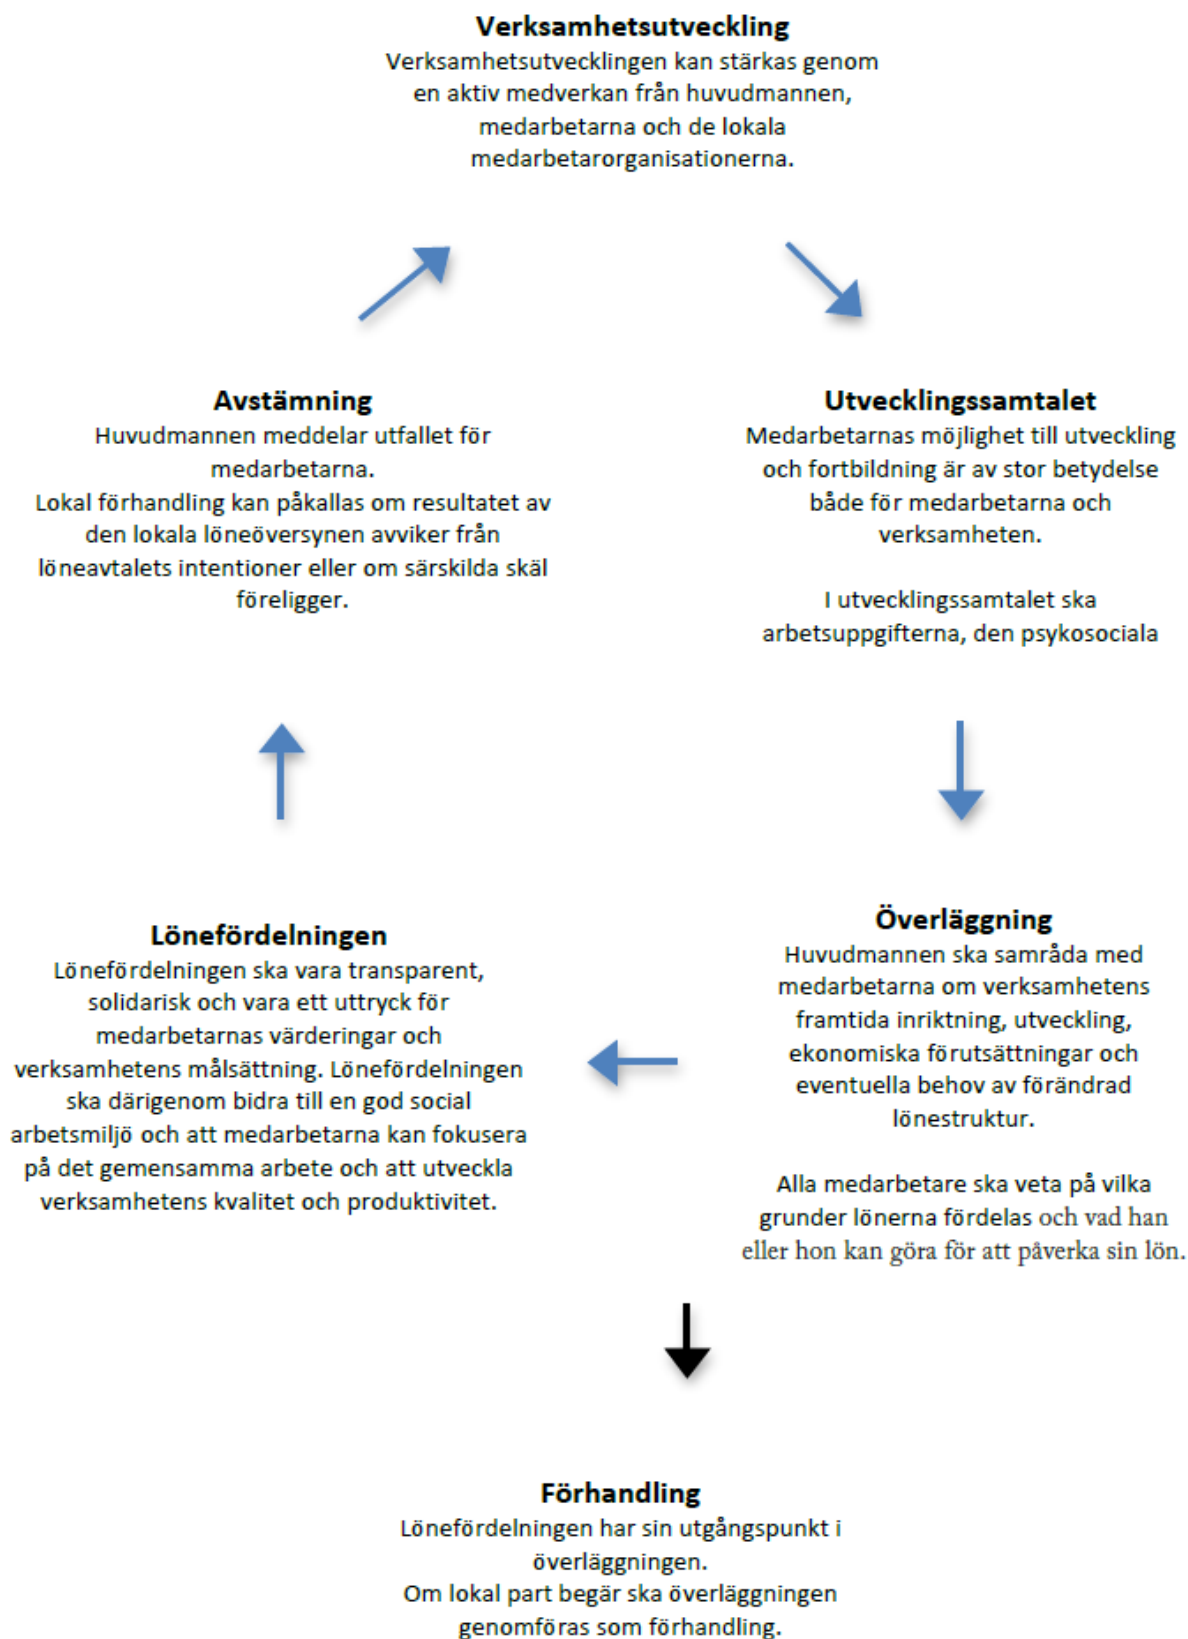 Verksamhetsutveckling
Verksamhetsutvecklingen kan stärkas genom
en aktiv medverkan från huvudmannen,
medarbetarna och de lokala
medarbetarorganisationerna.
Avstämning
Huvudmannen meddelar utfallet för
medarbetarna.
Lokal förhandling kan påkallas om resultatet av
den lokala löneöversynen avviker från
löneavtalets intentioner eller om särskilda skäl
föreligger.
Utvecklingssamtalet
Medarbetarnas möjlighet till utveckling
och fortbildning är av stor betydelse
både för medarbetarna och
verksamheten.
I utvecklingssamtalet ska
arbetsuppgifterna, den psykosociala
Lönefördelningen
Lönefördelningen ska vara transparent,
solidarisk och vara ett uttryck för
medarbetarnas värderingar och
verksamhetens målsättning. Lönefördelningen
ska därigenom bidra till en god social
arbetsmiljö och att medarbetarna kan fokusera
på det gemensamma arbete och att utveckla
verksamhetens kvalitet och produktivitet.
Överläggning
Huvudmannen ska samråda med
medarbetarna om verksamhetens
framtida inriktning, utveckling,
ekonomiska förutsättningar och
eventuella behov av förändrad
lönestruktur.
Alla medarbetare ska veta på vilka
grunder lönerna fördelas och vad han
eller hon kan göra för att påverka sin lön.
Förhandling
Lönefördelningen har sin utgångspunkt i
överläggningen.
Om lokal part begär ska överläggningen
genomföras som förhandling.